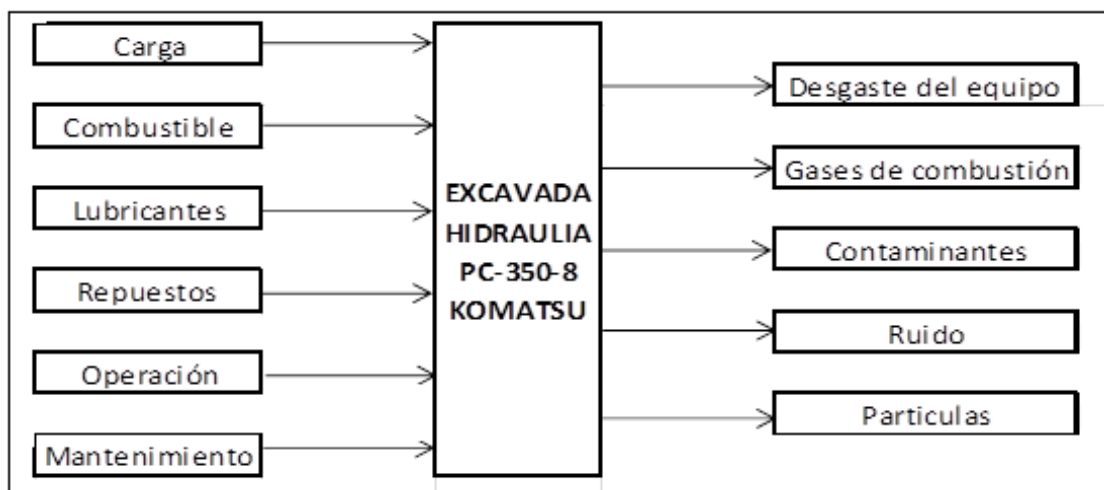 Carga
Combustible
Lubricantes
Repuestos
Operación
Mantenimiento
EXCAVADA
HIDRAULIA
PC-350-8
KOMATSU
Desgaste del equipo
Gases de combustión
Contaminantes
Ruido
Particulas